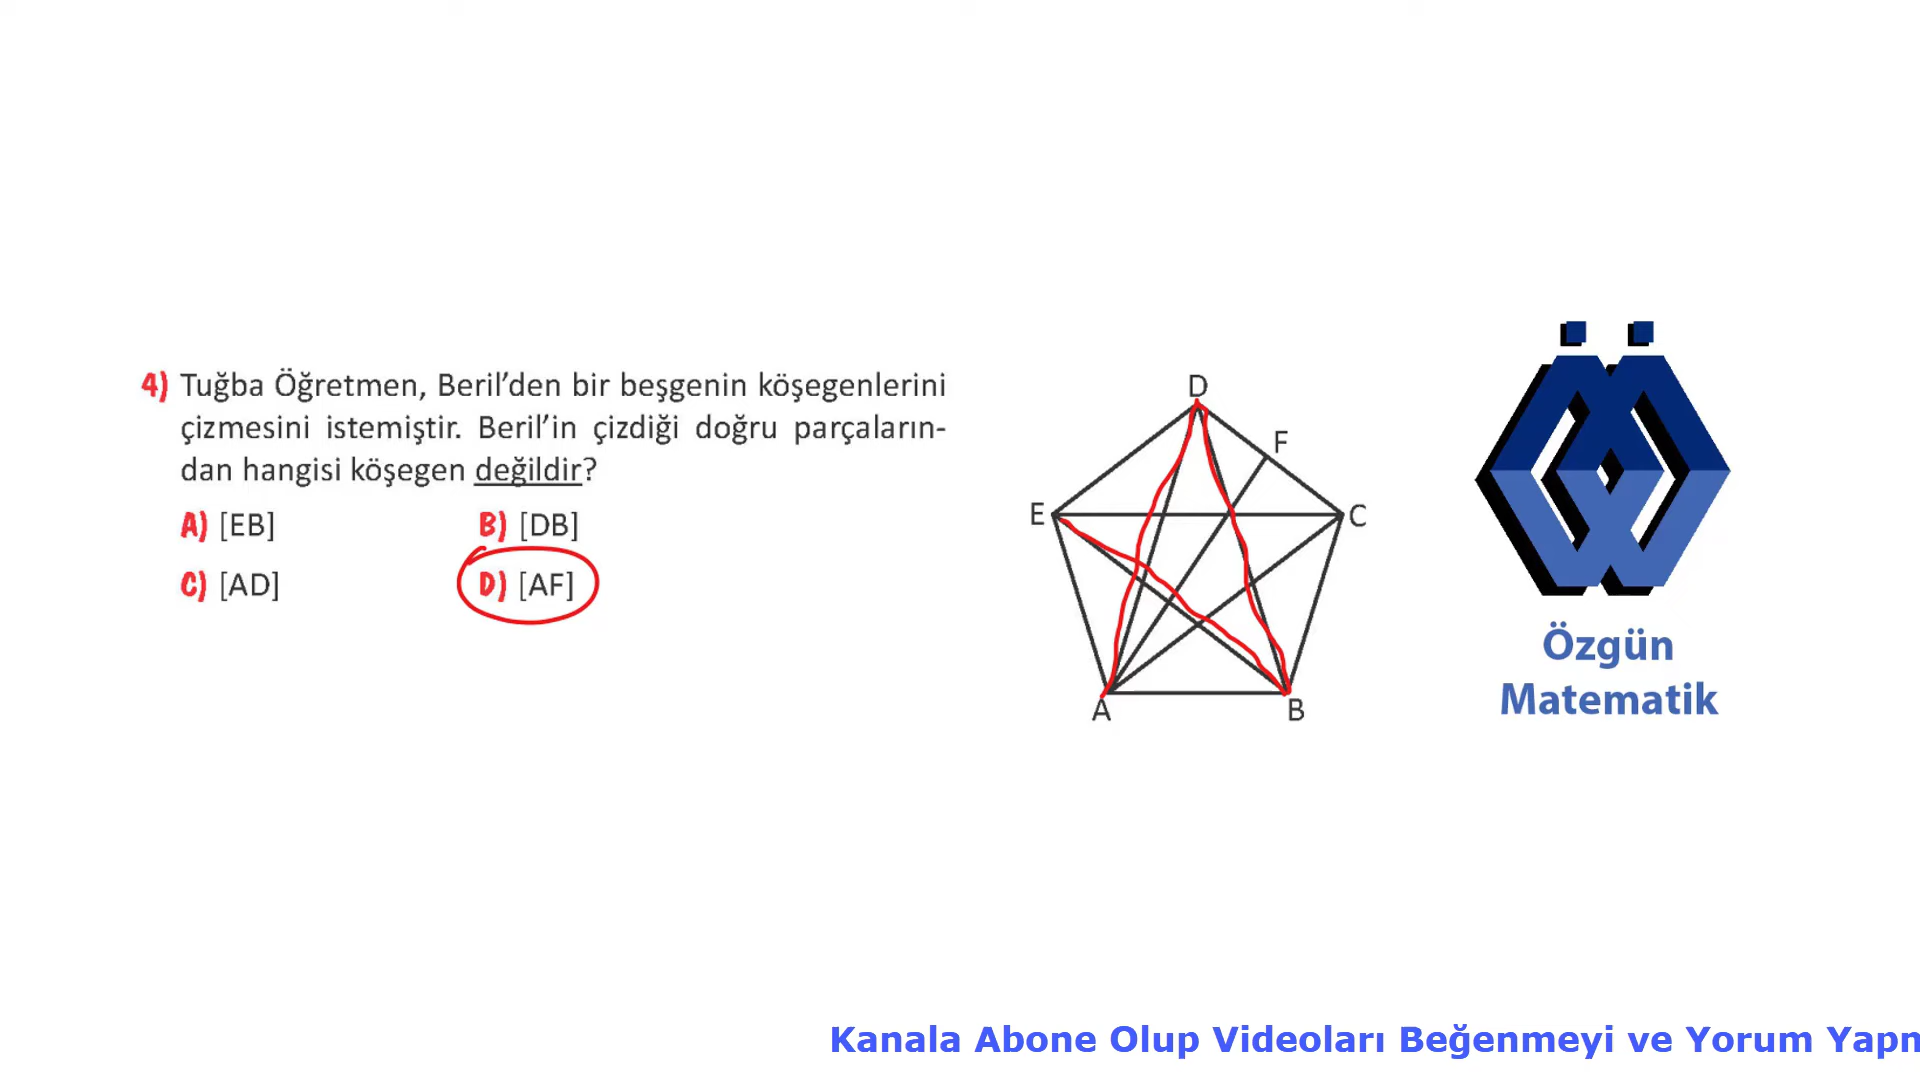 4) Tuğba Öğretmen, Beril’den bir beşgenin köşegenlerini
çizmesini istemiştir. Beril’in çizdiği doğru parçaların-
dan hangisi köşegen değildir?
A) [EB] B) [DB]
C) [AD] D) [AF]
D
F
E
C
A
B
Özgün
Matematik
Kanala Abone Olup Videoları Beğenmeyi ve Yorum